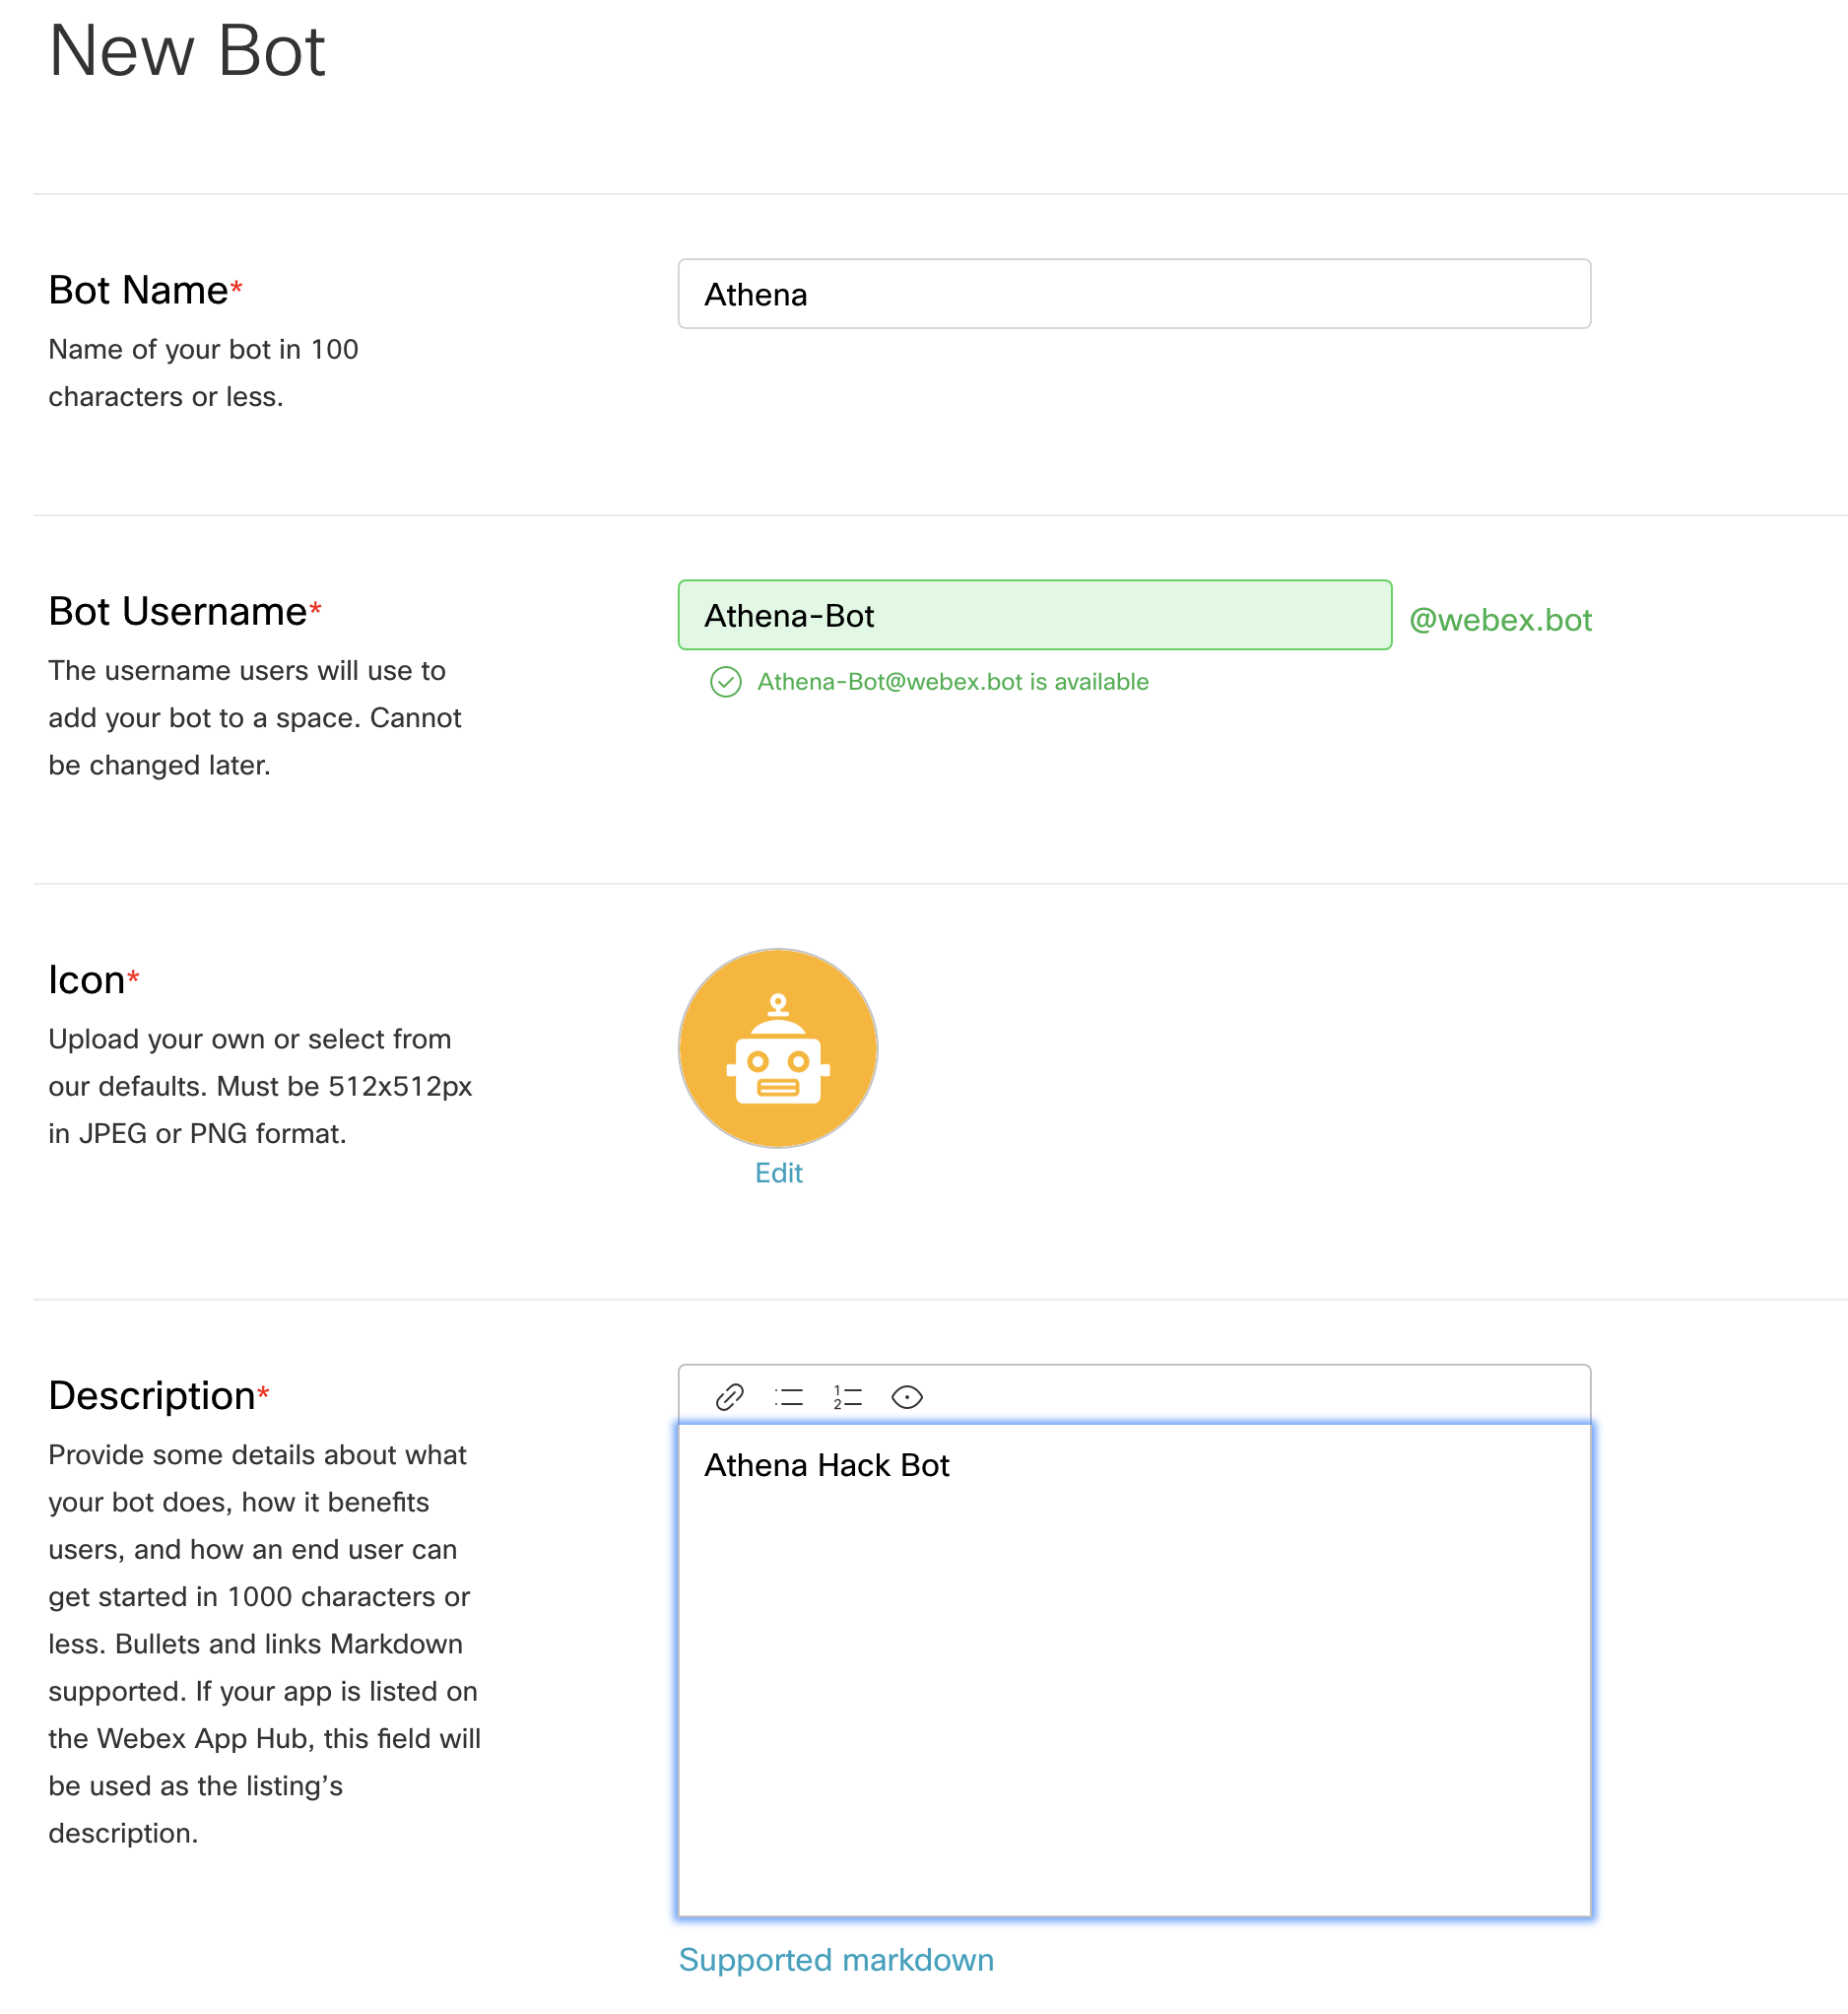 New Bot
Bot Name*
Name of your bot in 100
characters or less.
Athena
Bot Username*
The username users will use to
add your bot to a space. Cannot
be changed later.
Athena-Bot
@webex.bot
Athena-Bot@webex.bot is available
Icon*
Upload your own or select from
our defaults. Must be 512x512px
in JPEG or PNG format.
Edit
Description*
Provide some details about what
your bot does, how it benefits
users, and how an end user can
get started in 1000 characters or
less. Bullets and links Markdown
supported. If your app is listed on
the Webex App Hub, this field will
be used as the listing’s
description.
Athena Hack Bot
Supported markdown